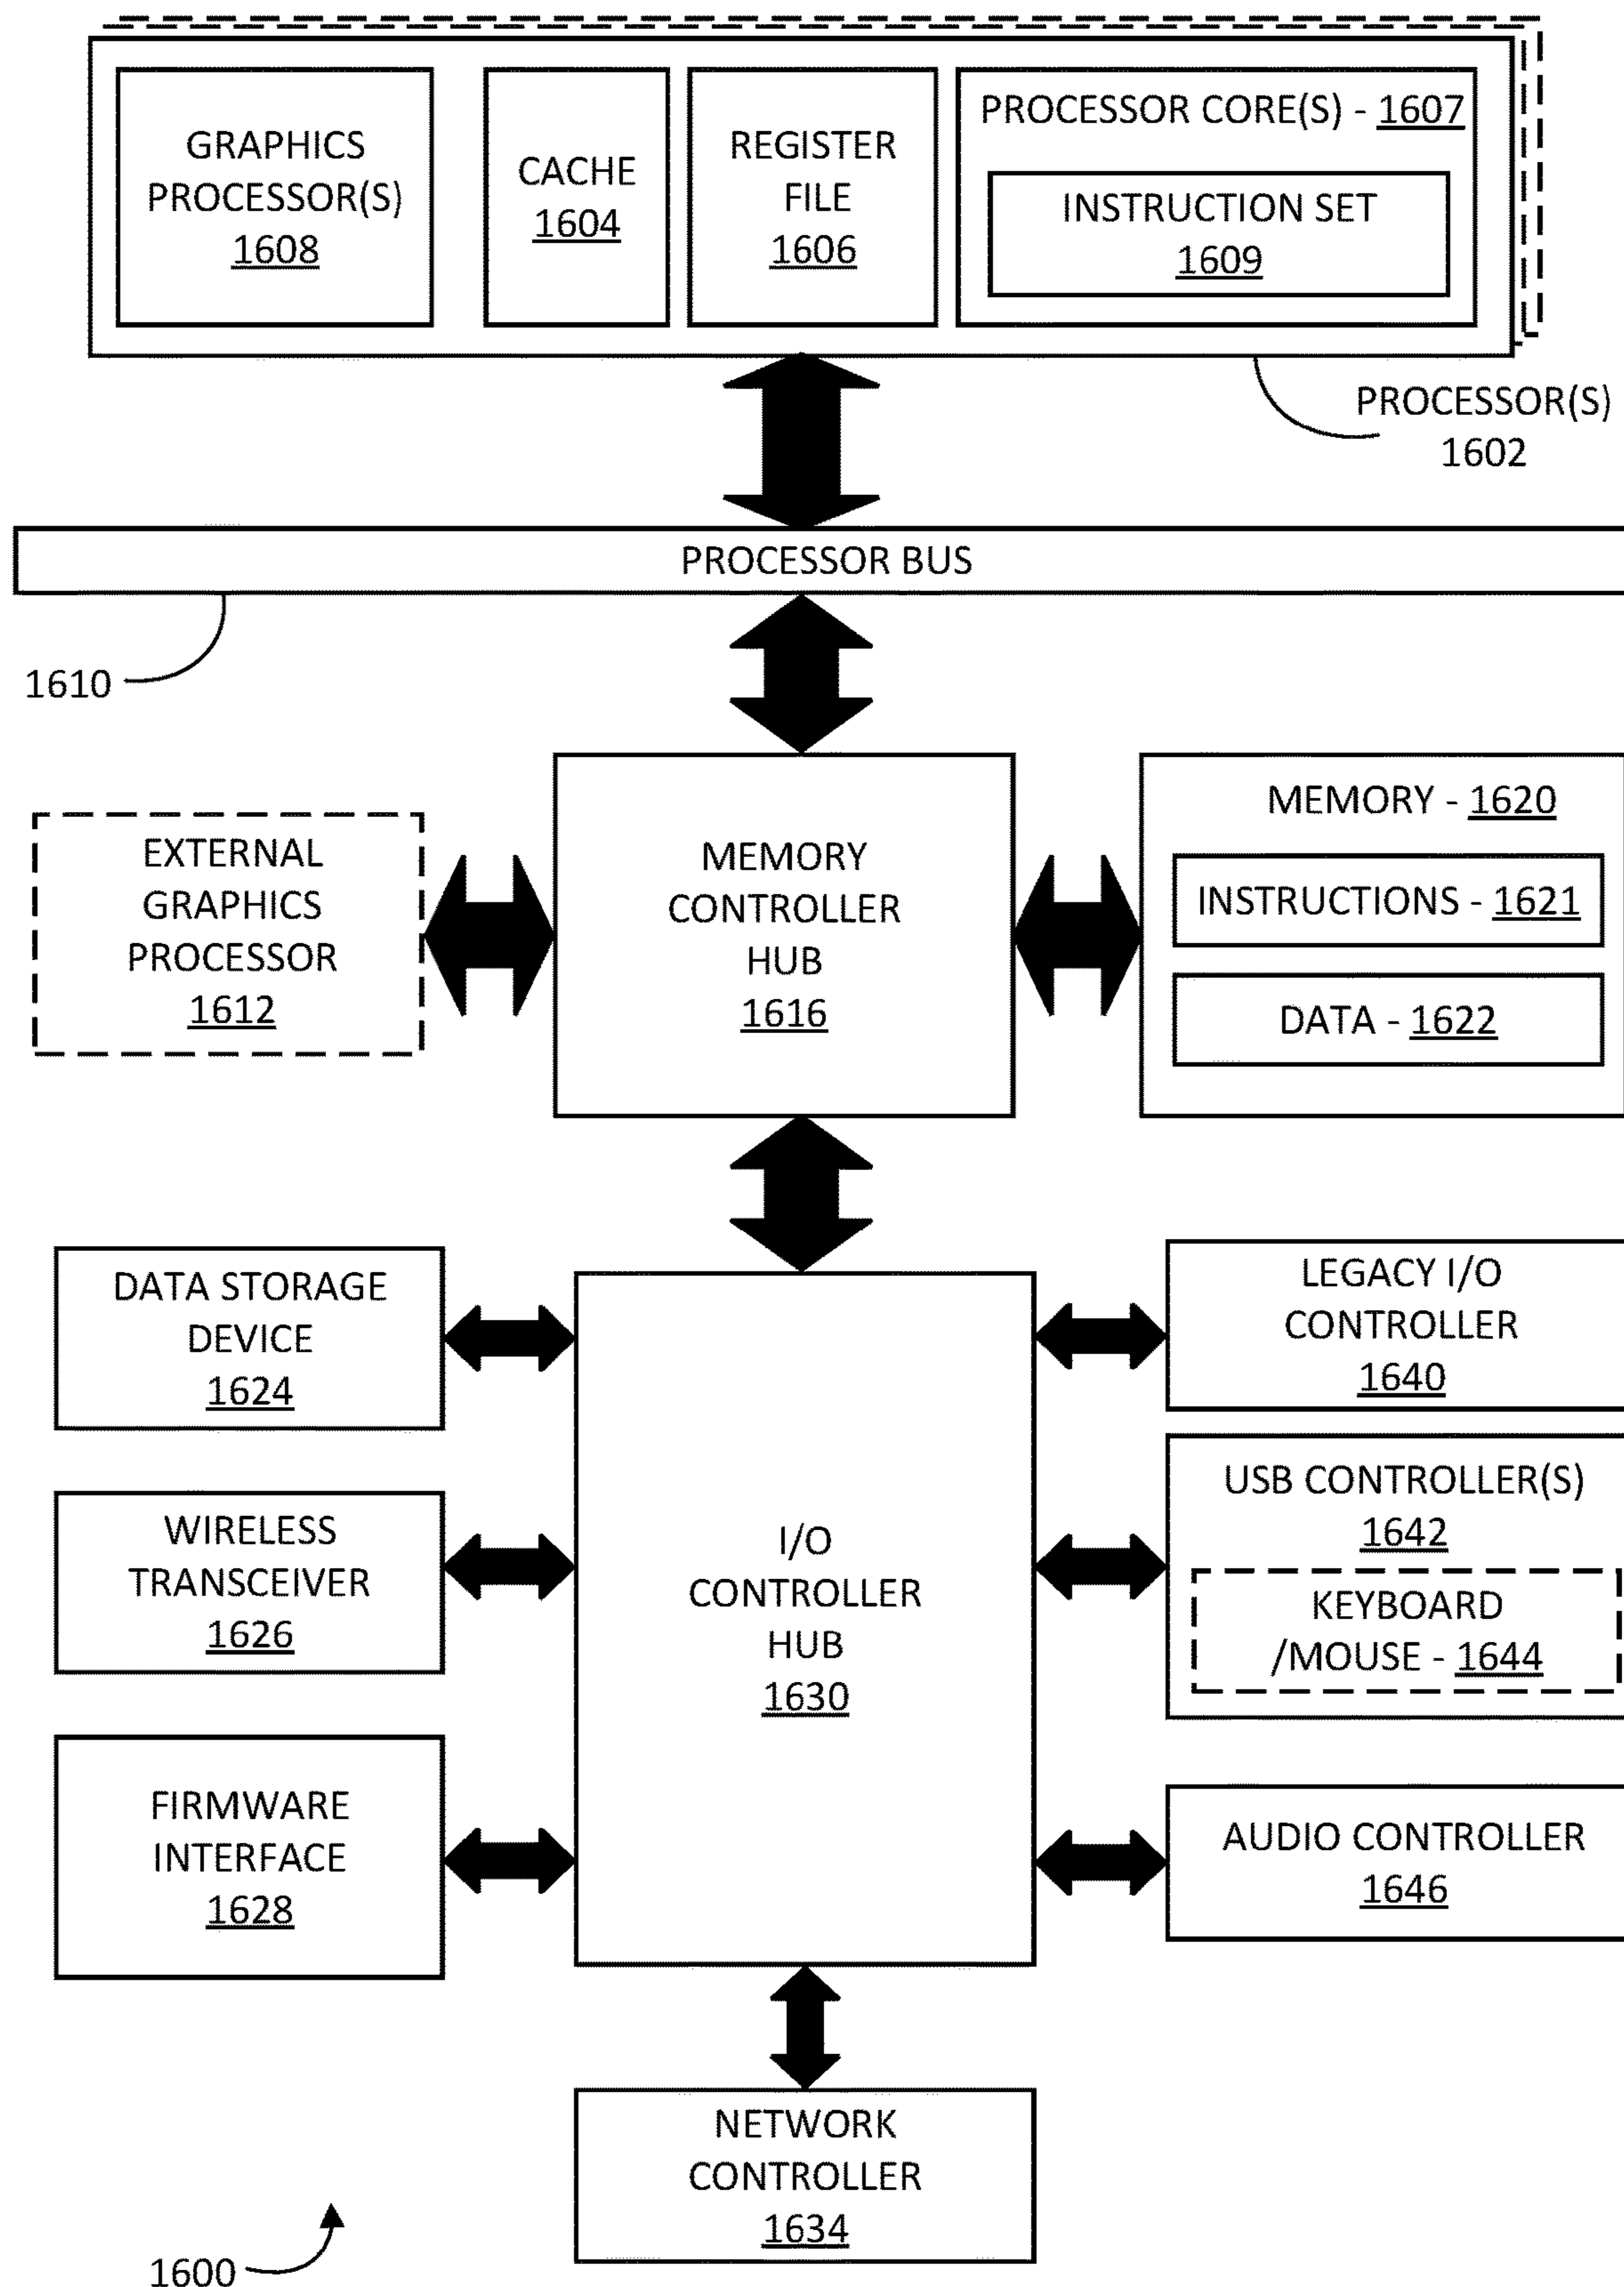 GRAPHICS
PROCESSOR(S)
1608
CACHE
1604
REGISTER
FILE
1606
PROCESSOR CORE(S) - 1607
INSTRUCTION SET
1609
PROCESSOR(S)
1602
PROCESSOR BUS
1610
EXTERNAL
GRAPHICS
PROCESSOR
1612
MEMORY
CONTROLLER
HUB
1616
MEMORY - 1620
INSTRUCTIONS - 1621
DATA - 1622
DATA STORAGE
DEVICE
1624
WIRELESS
TRANSCEIVER
1626
FIRMWARE
INTERFACE
1628
I/O
CONTROLLER
HUB
1630
LEGACY I/O
CONTROLLER
1640
USB CONTROLLER(S)
1642
KEYBOARD
/MOUSE - 1644
AUDIO CONTROLLER
1646
NETWORK
CONTROLLER
1634
1600